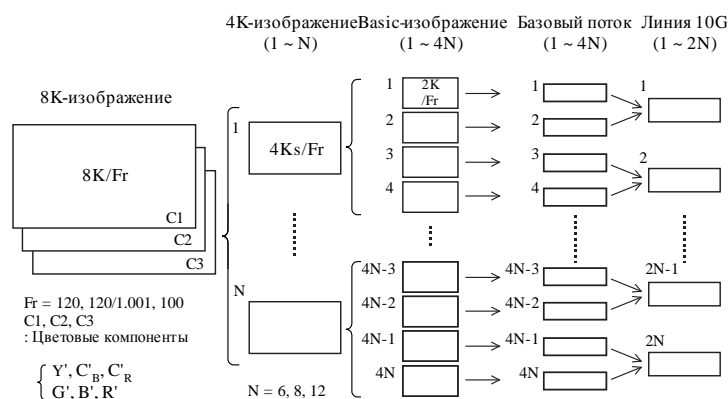 4K-изображение Basic-изображение Базовый поток Линия 10G
(1 ~ N) (1 ~ 4N) (1 ~ 4N) (1 ~ 2N)
8K-изображение
8K/Fr
C1
C2
C3
Fr = 120, 120/1.001, 100
C1, C2, C3
: Цветовые компоненты
Y', C'B, C'R
G', B', R'
1
4Ks/Fr
N
N = 6, 8, 12
1
2K
/Fr
2
3
4
4N-3
4N-2
4N-1
4N
1
2
3
4
4N-3
4N-2
4N-1
4N
1
2
2N-1
2N